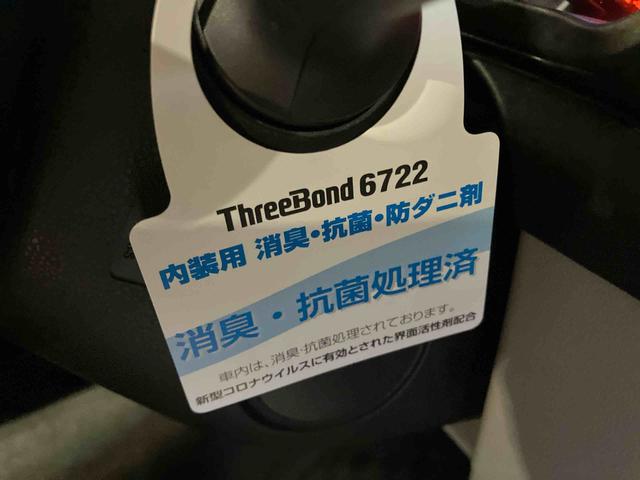 ThreeBond 6722
内装用 消臭・抗菌・防ダニ剤
消臭・抗菌処理済
車内は、消臭・抗菌処理されております。
新型コロナウイルスに有効とされた界面活性剤配合